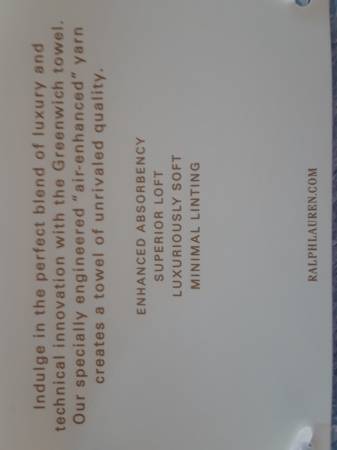 Indulge in the perfect blend of luxury and
technical innovation with the Greenwich towel.
Our specially engineered "air-enhanced" yarn
creates a towel of unrivaled quality.
ENHANCED ABSORBENCY
SUPERIOR LOFT
LUXURIOUSLY SOFT
MINIMAL LINTING
RALPHLAUREN.COM